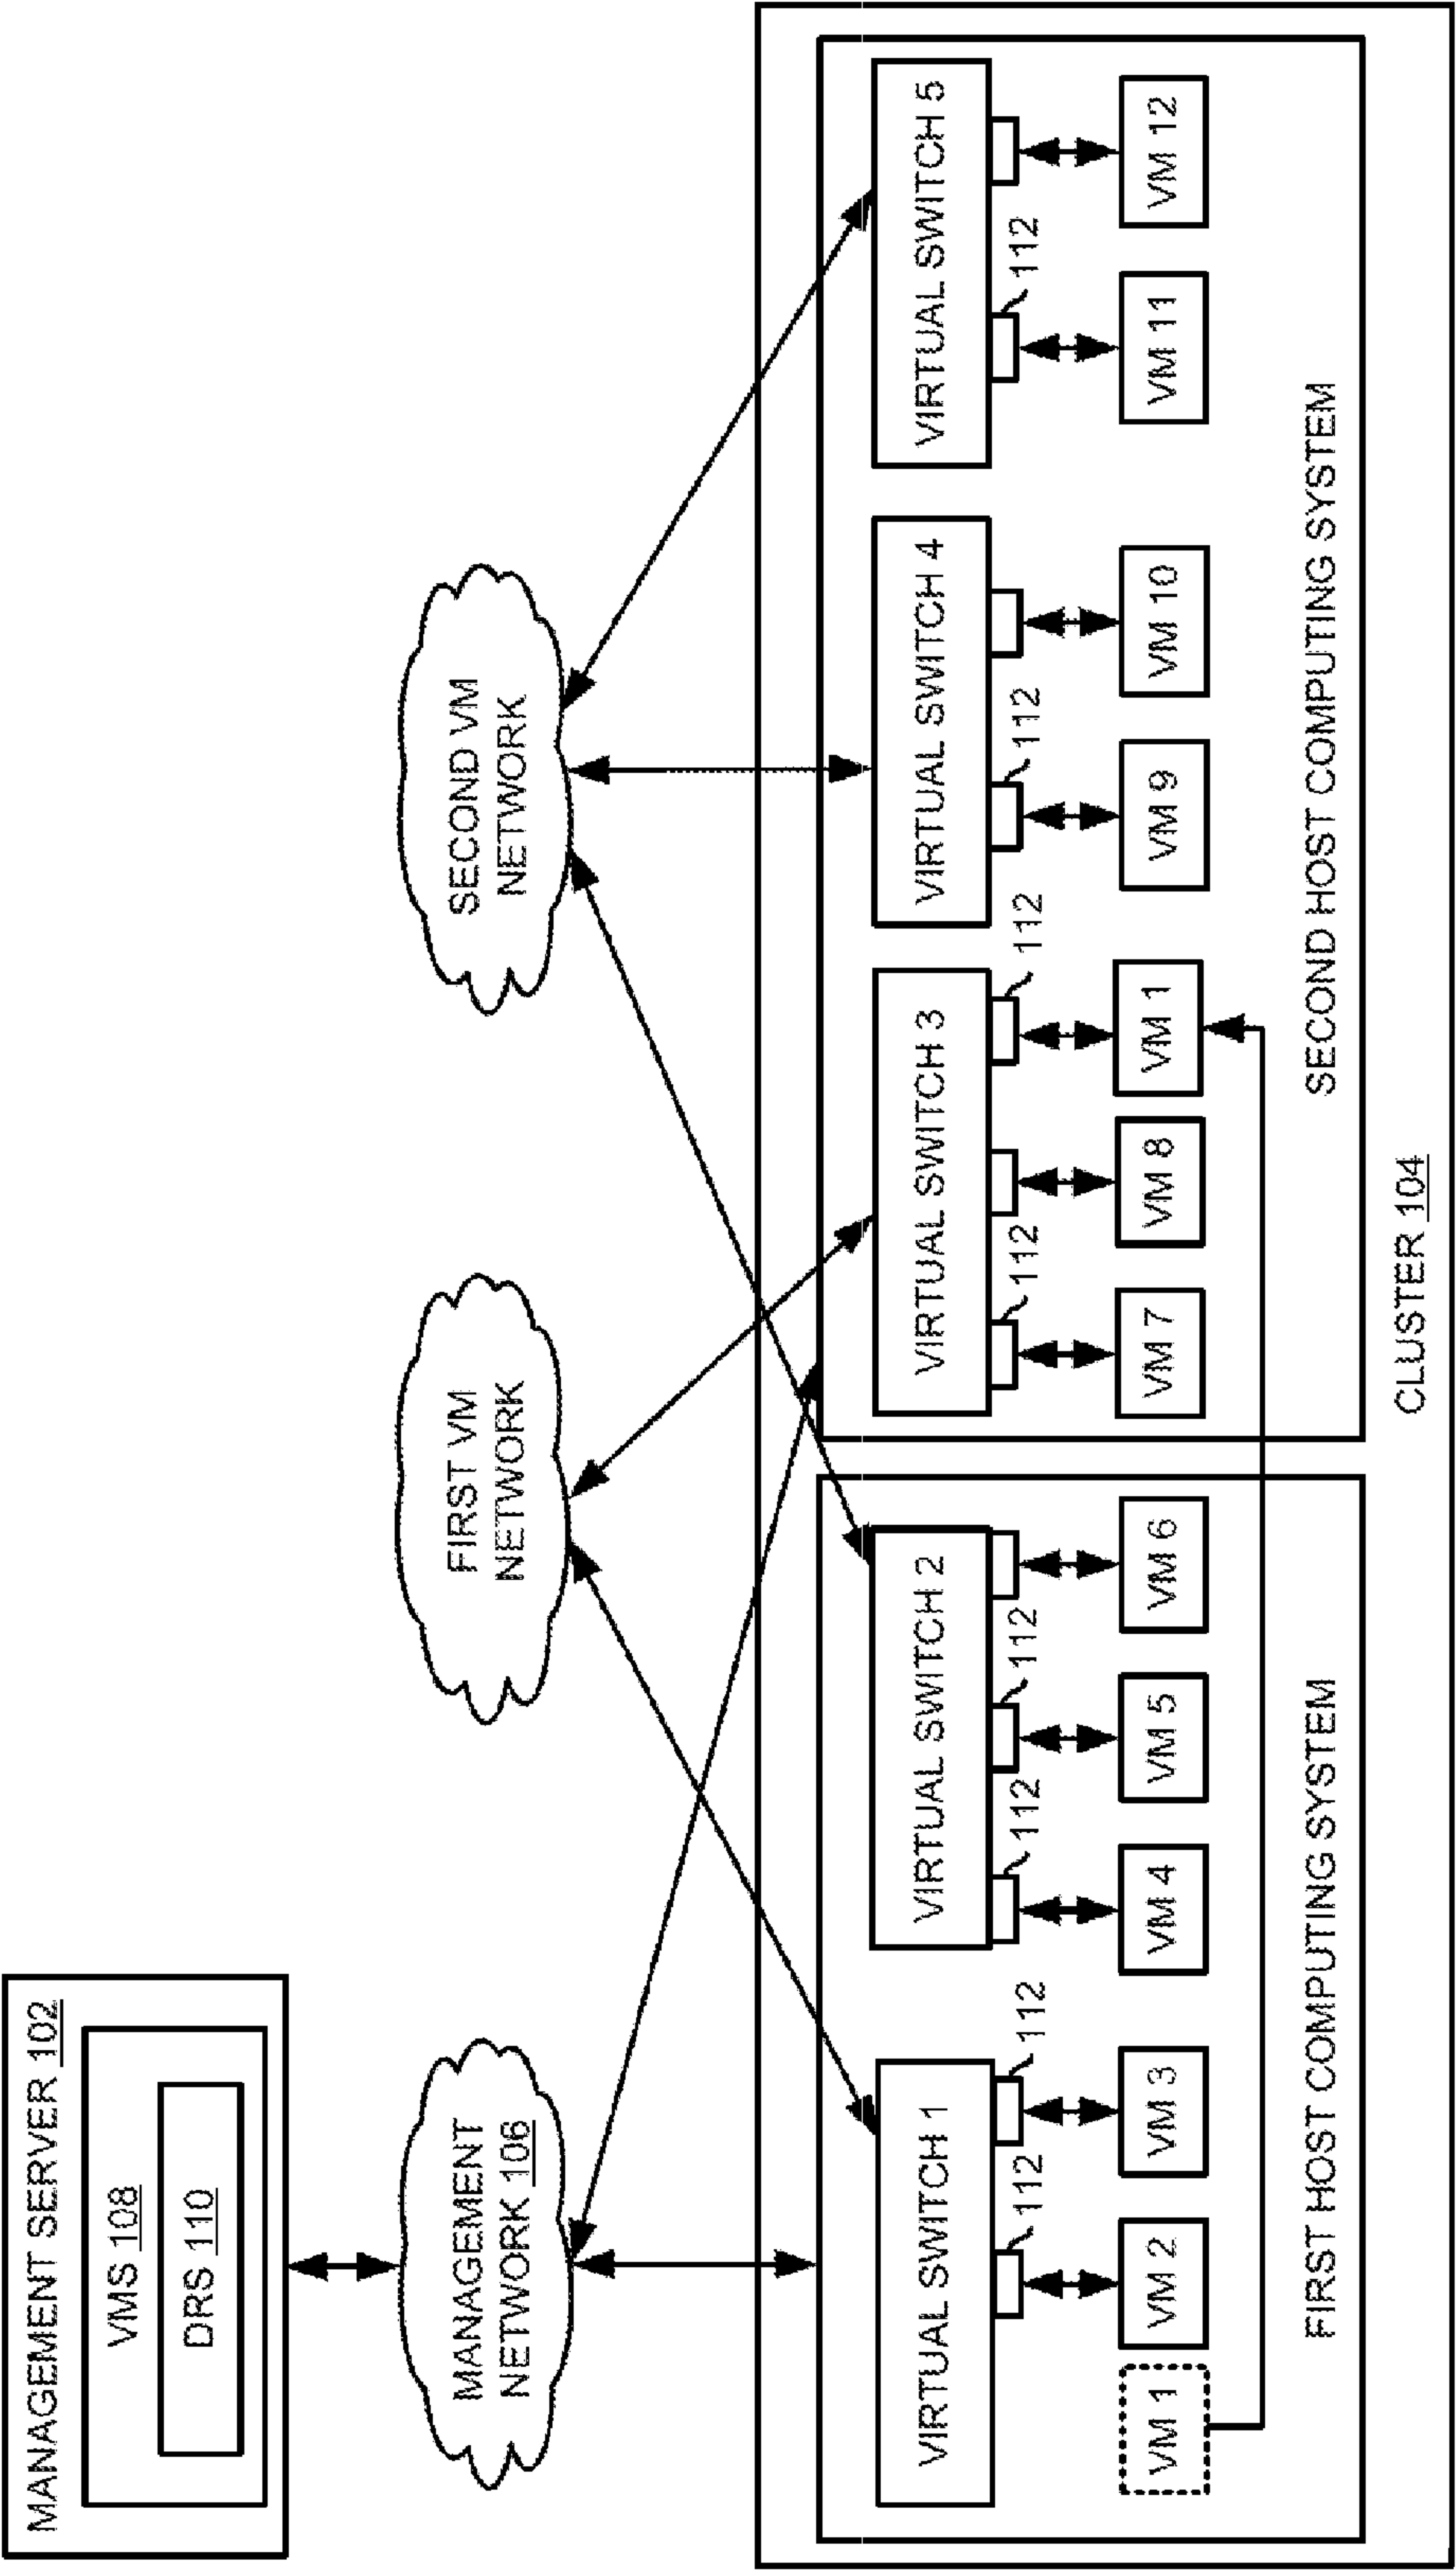 MANAGEMENT SERVER 102
VMS 108
DRS 110
MANAGEMENT
NETWORK 106
FIRST VM
NETWORK
SECOND VM
NETWORK
VIRTUAL SWITCH 1
112
112
VM 1
VM 2
VM 3
VIRTUAL SWITCH 2
112
112
VM 4
VM 5
VM 6
FIRST HOST COMPUTING SYSTEM
VIRTUAL SWITCH 3
112
112
VM 7
VM 8
VM 1
VIRTUAL SWITCH 4
112
VM 9
VM 10
VIRTUAL SWITCH 5
112
VM 11
VM 12
SECOND HOST COMPUTING SYSTEM
CLUSTER 104